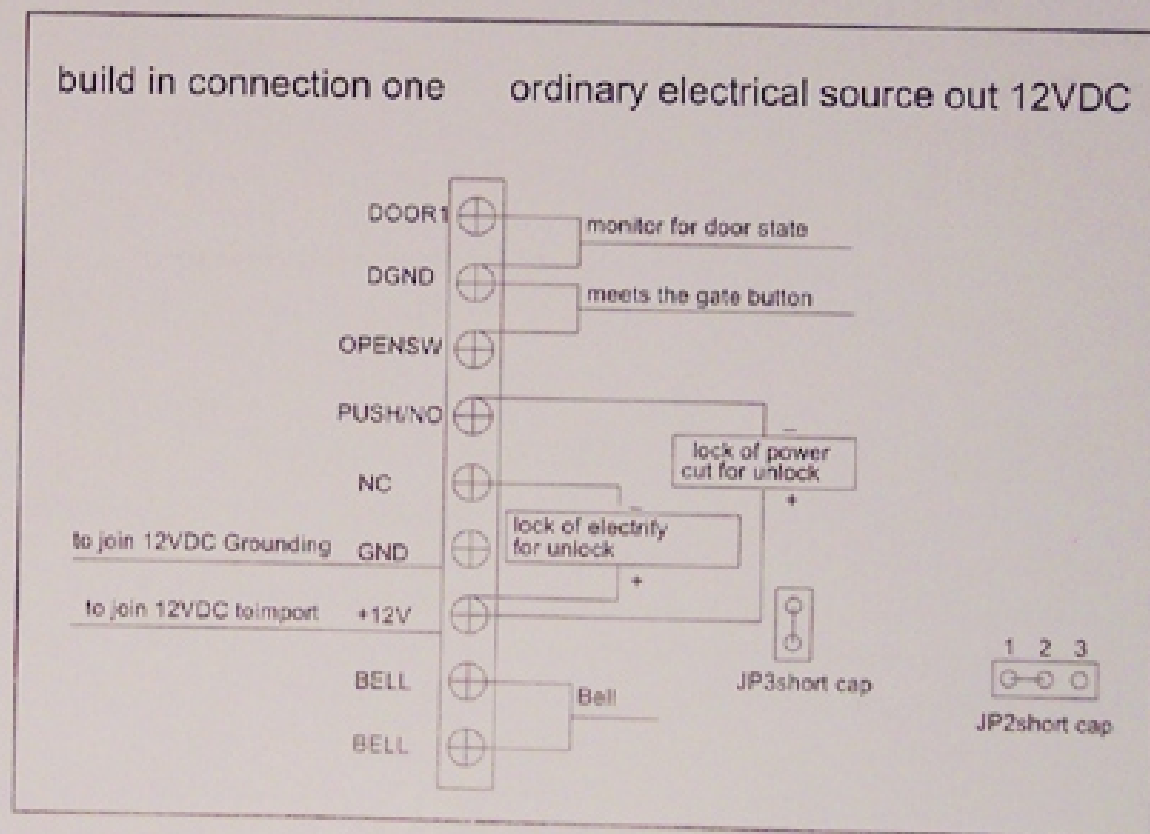 build in connection one ordinary electrical source out 12VDC
DOOR1
monitor for door state
DGND
meets the gate button
OPENSW
PUSH/NO
–
lock of power
cut for unlock
+
NC
–
lock of electrify
for unlock
+
to join 12VDC Grounding GND
to join 12VDC toimport +12V
1 2 3
JP3short cap
JP2short cap
BELL
Bell
BELL